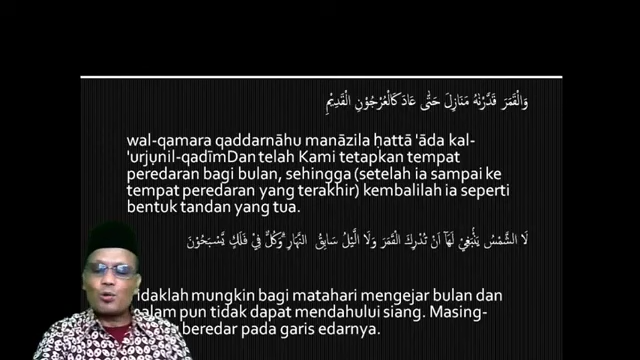 وَالْقَمَرَ قَدَّرْنٰهُ مَنَازِلَ حَتّٰى عَادَ كَالْعُرْجُوْنِ الْقَدِيْمِ
wal-qamara qaddarnāhu manāzila ḥattā 'āda kal-
'urjụnil-qadīmDan telah Kami tetapkan tempat
peredaran bagi bulan, sehingga (setelah ia sampai ke
tempat peredaran yang terakhir) kembalilah ia seperti
bentuk tandan yang tua.
لَا الشَّمْسُ يَنْۢبَغِيْ لَهَآ اَنْ تُدْرِكَ الْقَمَرَ وَلَا الَّيْلُ سَابِقُ النَّهَارِ ۗوَكُلٌّ فِيْ فَلَكٍ يَّسْبَحُوْنَ
mungkin bagi matahari mengejar bulan dan
pun tidak dapat mendahului siang. Masing-
beredar pada garis edarnya.